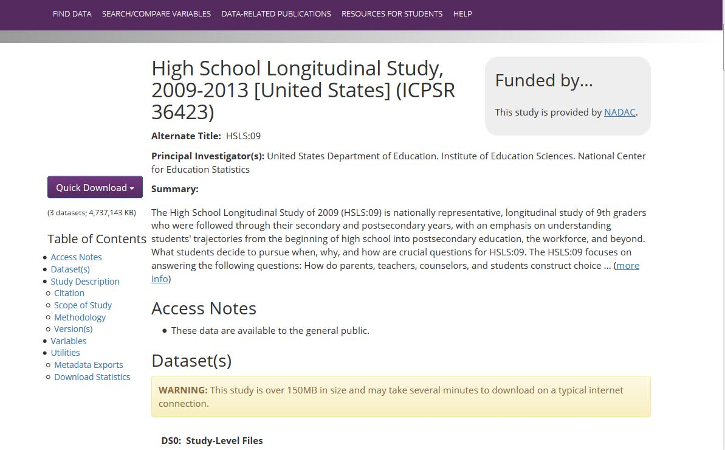 FIND DATA SEARCH/COMPARE VARIABLES DATA-RELATED PUBLICATIONS RESOURCES FOR STUDENTS HELP
High School Longitudinal Study,
2009-2013 [United States] (ICPSR
36423)
Funded by...
This study is provided by NADAC.
Alternate Title: HSLS:09
Principal Investigator(s): United States Department of Education. Institute of Education Sciences. National Center
for Education Statistics
Quick Download
(3 datasets; 4,737,143 KB)
Table of Contents
Access Notes
Dataset(s)
Study Description
Citation
Scope of Study
Methodology
Version(s)
Variables
Utilities
Metadata Exports
Download Statistics
Summary:
The High School Longitudinal Study of 2009 (HSLS:09) is nationally representative, longitudinal study of 9th graders
who were followed through their secondary and postsecondary years, with an emphasis on understanding
students' trajectories from the beginning of high school into postsecondary education, the workforce, and beyond.
What students decide to pursue when, why, and how are crucial questions for HSLS:09. The HSLS:09 focuses on
answering the following questions: How do parents, teachers, counselors, and students construct choice ... (more
info)
Access Notes
These data are available to the general public.
Dataset(s)
WARNING: This study is over 150MB in size and may take several minutes to download on a typical internet
connection.
DS0: Study-Level Files